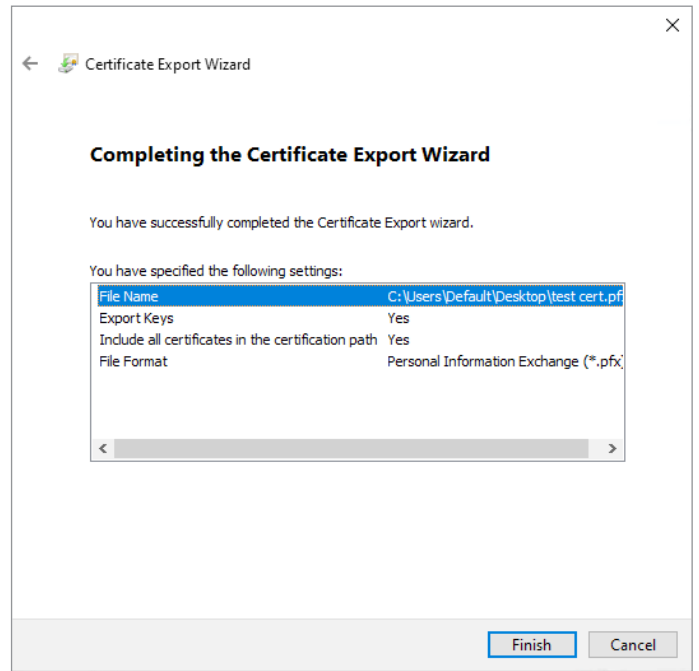 Certificate Export Wizard
Completing the Certificate Export Wizard
You have successfully completed the Certificate Export wizard.
You have specified the following settings:
File Name C:\Users\Default\Desktop\test cert.pf
Export Keys Yes
Include all certificates in the certification path Yes
File Format Personal Information Exchange (*.pfx
Finish Cancel